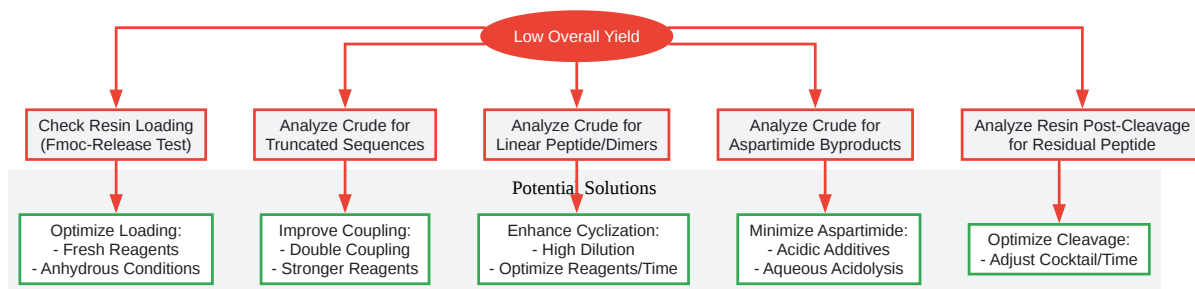 Low Overall Yield
Check Resin Loading
(Fmoc-Release Test)
Analyze Crude for
Truncated Sequences
Analyze Crude for
Linear Peptide/Dimers
Analyze Crude for
Aspartimide Byproducts
Analyze Resin Post-Cleavage
for Residual Peptide
Potential Solutions
Optimize Loading:
- Fresh Reagents
- Anhydrous Conditions
Improve Coupling:
- Double Coupling
- Stronger Reagents
Enhance Cyclization:
- High Dilution
- Optimize Reagents/Time
Minimize Aspartimide:
- Acidic Additives
- Aqueous Acidolysis
Optimize Cleavage:
- Adjust Cocktail/Time